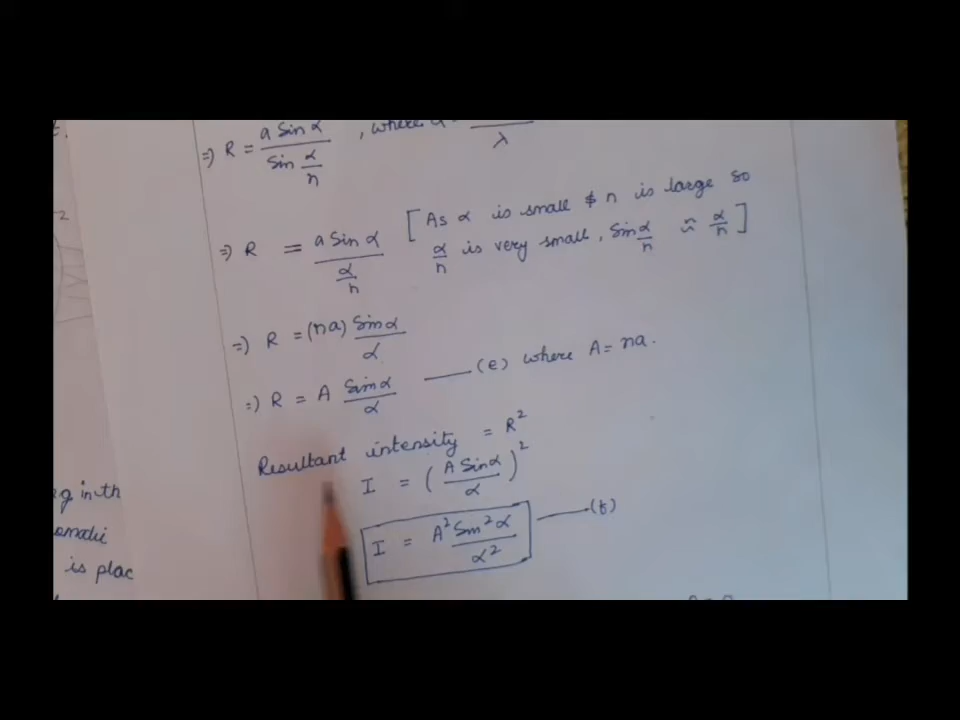 t.
⇒ R = a Sin α / Sin α/n , where α = / λ
2
⇒ R = a Sin α / α/n [As α is small & n is large so
α/n is very small, Sin α/n ≈ α/n]
⇒ R = (na) Sin α / α
⇒ R = A Sin α / α —— (e) where A = na.
Resultant intensity = R²
I = (A Sin α / α)²
I = A² Sin² α / α² —— (f)
g in th
is plac